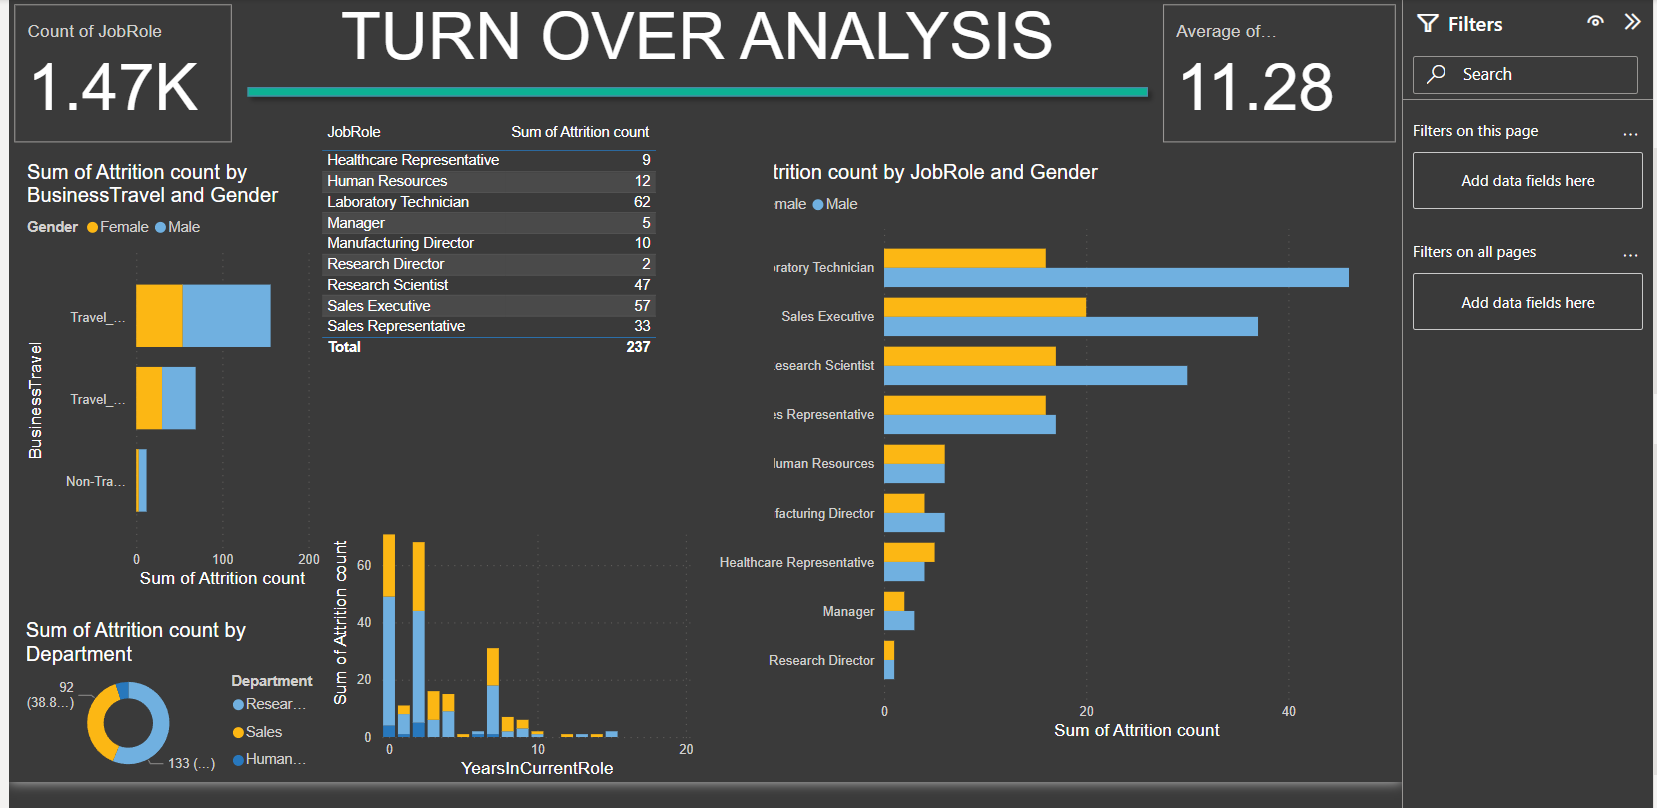 Count of JobRole
1.47K
TURN OVER ANALYSIS
Average of...
11.28
Filters
Search
Filters on this page
...
Add data fields here
Filters on all pages
...
Add data fields here
Sum of Attrition count by
BusinessTravel and Gender
Gender Female Male
BusinessTravel
Travel_...
Travel_...
Non-Tra...
0 100 200
Sum of Attrition count
JobRole Sum of Attrition count
Healthcare Representative 9
Human Resources 12
Laboratory Technician 62
Manager 5
Manufacturing Director 10
Research Director 2
Research Scientist 47
Sales Executive 57
Sales Representative 33
Total 237
trition count by JobRole and Gender
male Male
ratory Technician
Sales Executive
esearch Scientist
es Representative
Human Resources
facturing Director
Healthcare Representative
Manager
Research Director
0 20 40
Sum of Attrition count
Sum of Attrition count by
Department
92
(38.8...)
133 (...)
Department
Resear...
Sales
Human...
Sum of Attrition count
60
40
20
0
0 10 20
YearsInCurrentRole